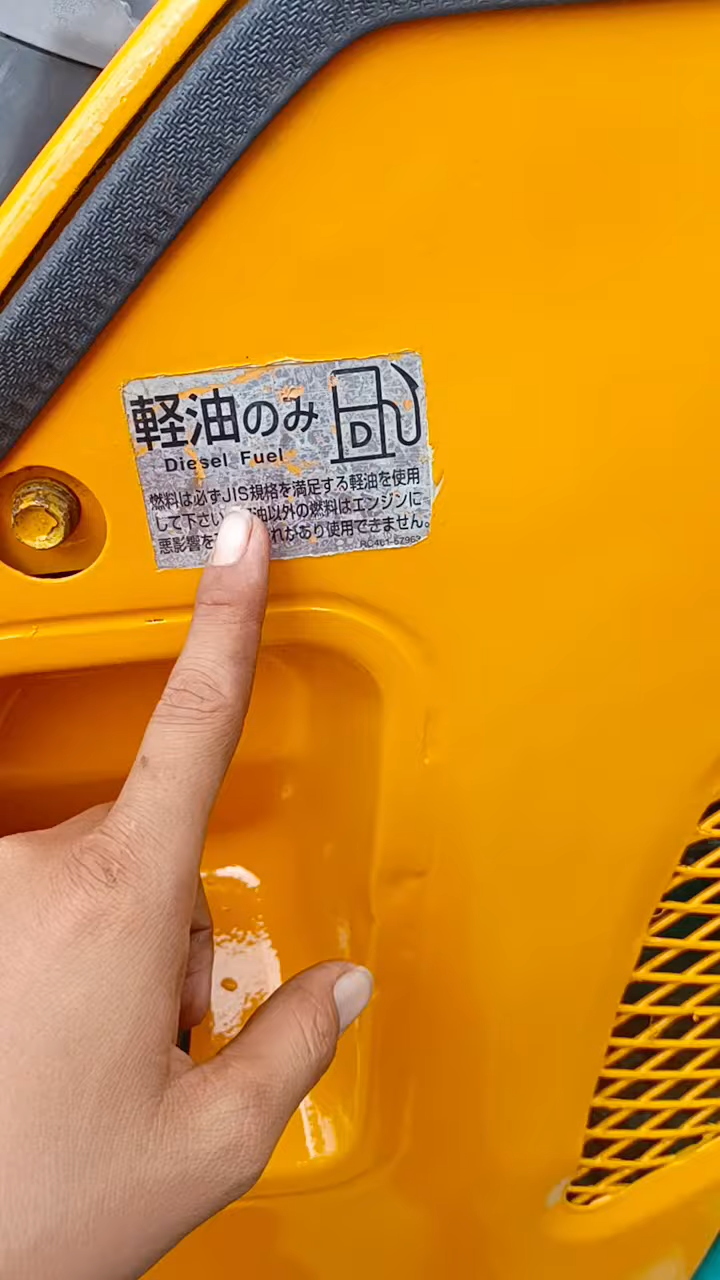 軽油のみ
Diesel Fuel
D
燃料は必ずJIS規格を満足する軽油を使用
して下さい 油以外の燃料はエンジンに
悪影響を れがあり使用できません。